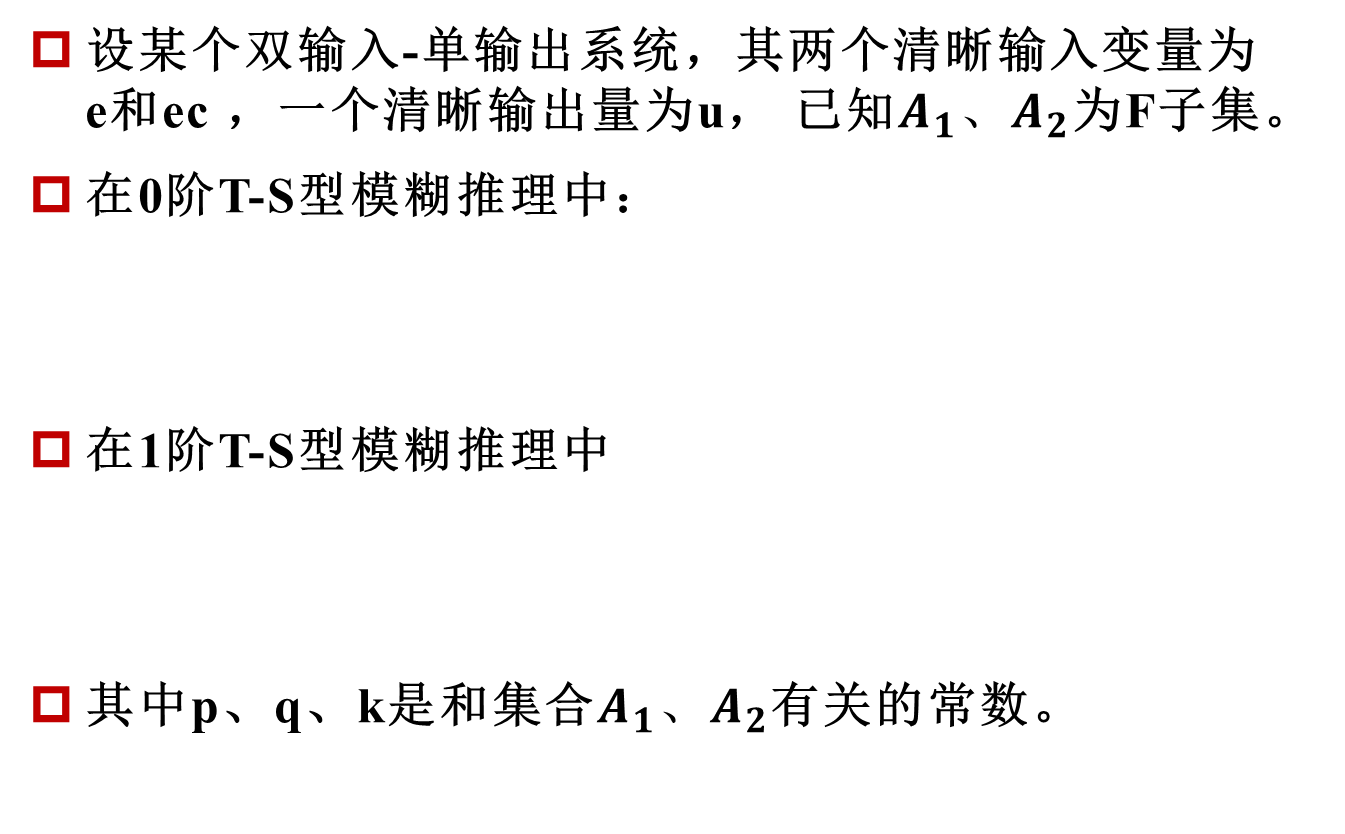 设某个双输入-单输出系统，其两个清晰输入变量为
e和ec ，一个清晰输出量为u， 已知A₁、A₂为F子集。
在0阶T-S型模糊推理中：
在1阶T-S型模糊推理中
其中p、q、k是和集合A₁、A₂有关的常数。